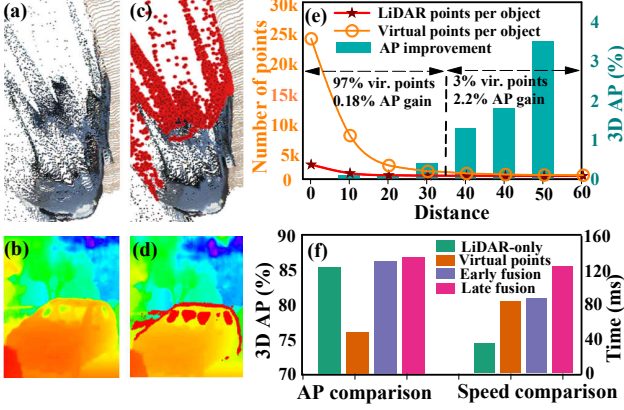 (a)
(c)
(e)
LiDAR points per object
Virtual points per object
AP improvement
Number of points
30k
25k
20k
15k
10k
5k
0
97% vir. points
0.18% AP gain
3% vir. points
2.2% AP gain
4
3
2
1
0
3D AP (%)
0 10 20 30 40 40 50 60
Distance
(b)
(d)
(f)
LiDAR-only
Virtual points
Early fusion
Late fusion
3D AP (%)
90
85
80
75
70
160
120
80
40
0
Time (ms)
AP comparison
Speed comparison